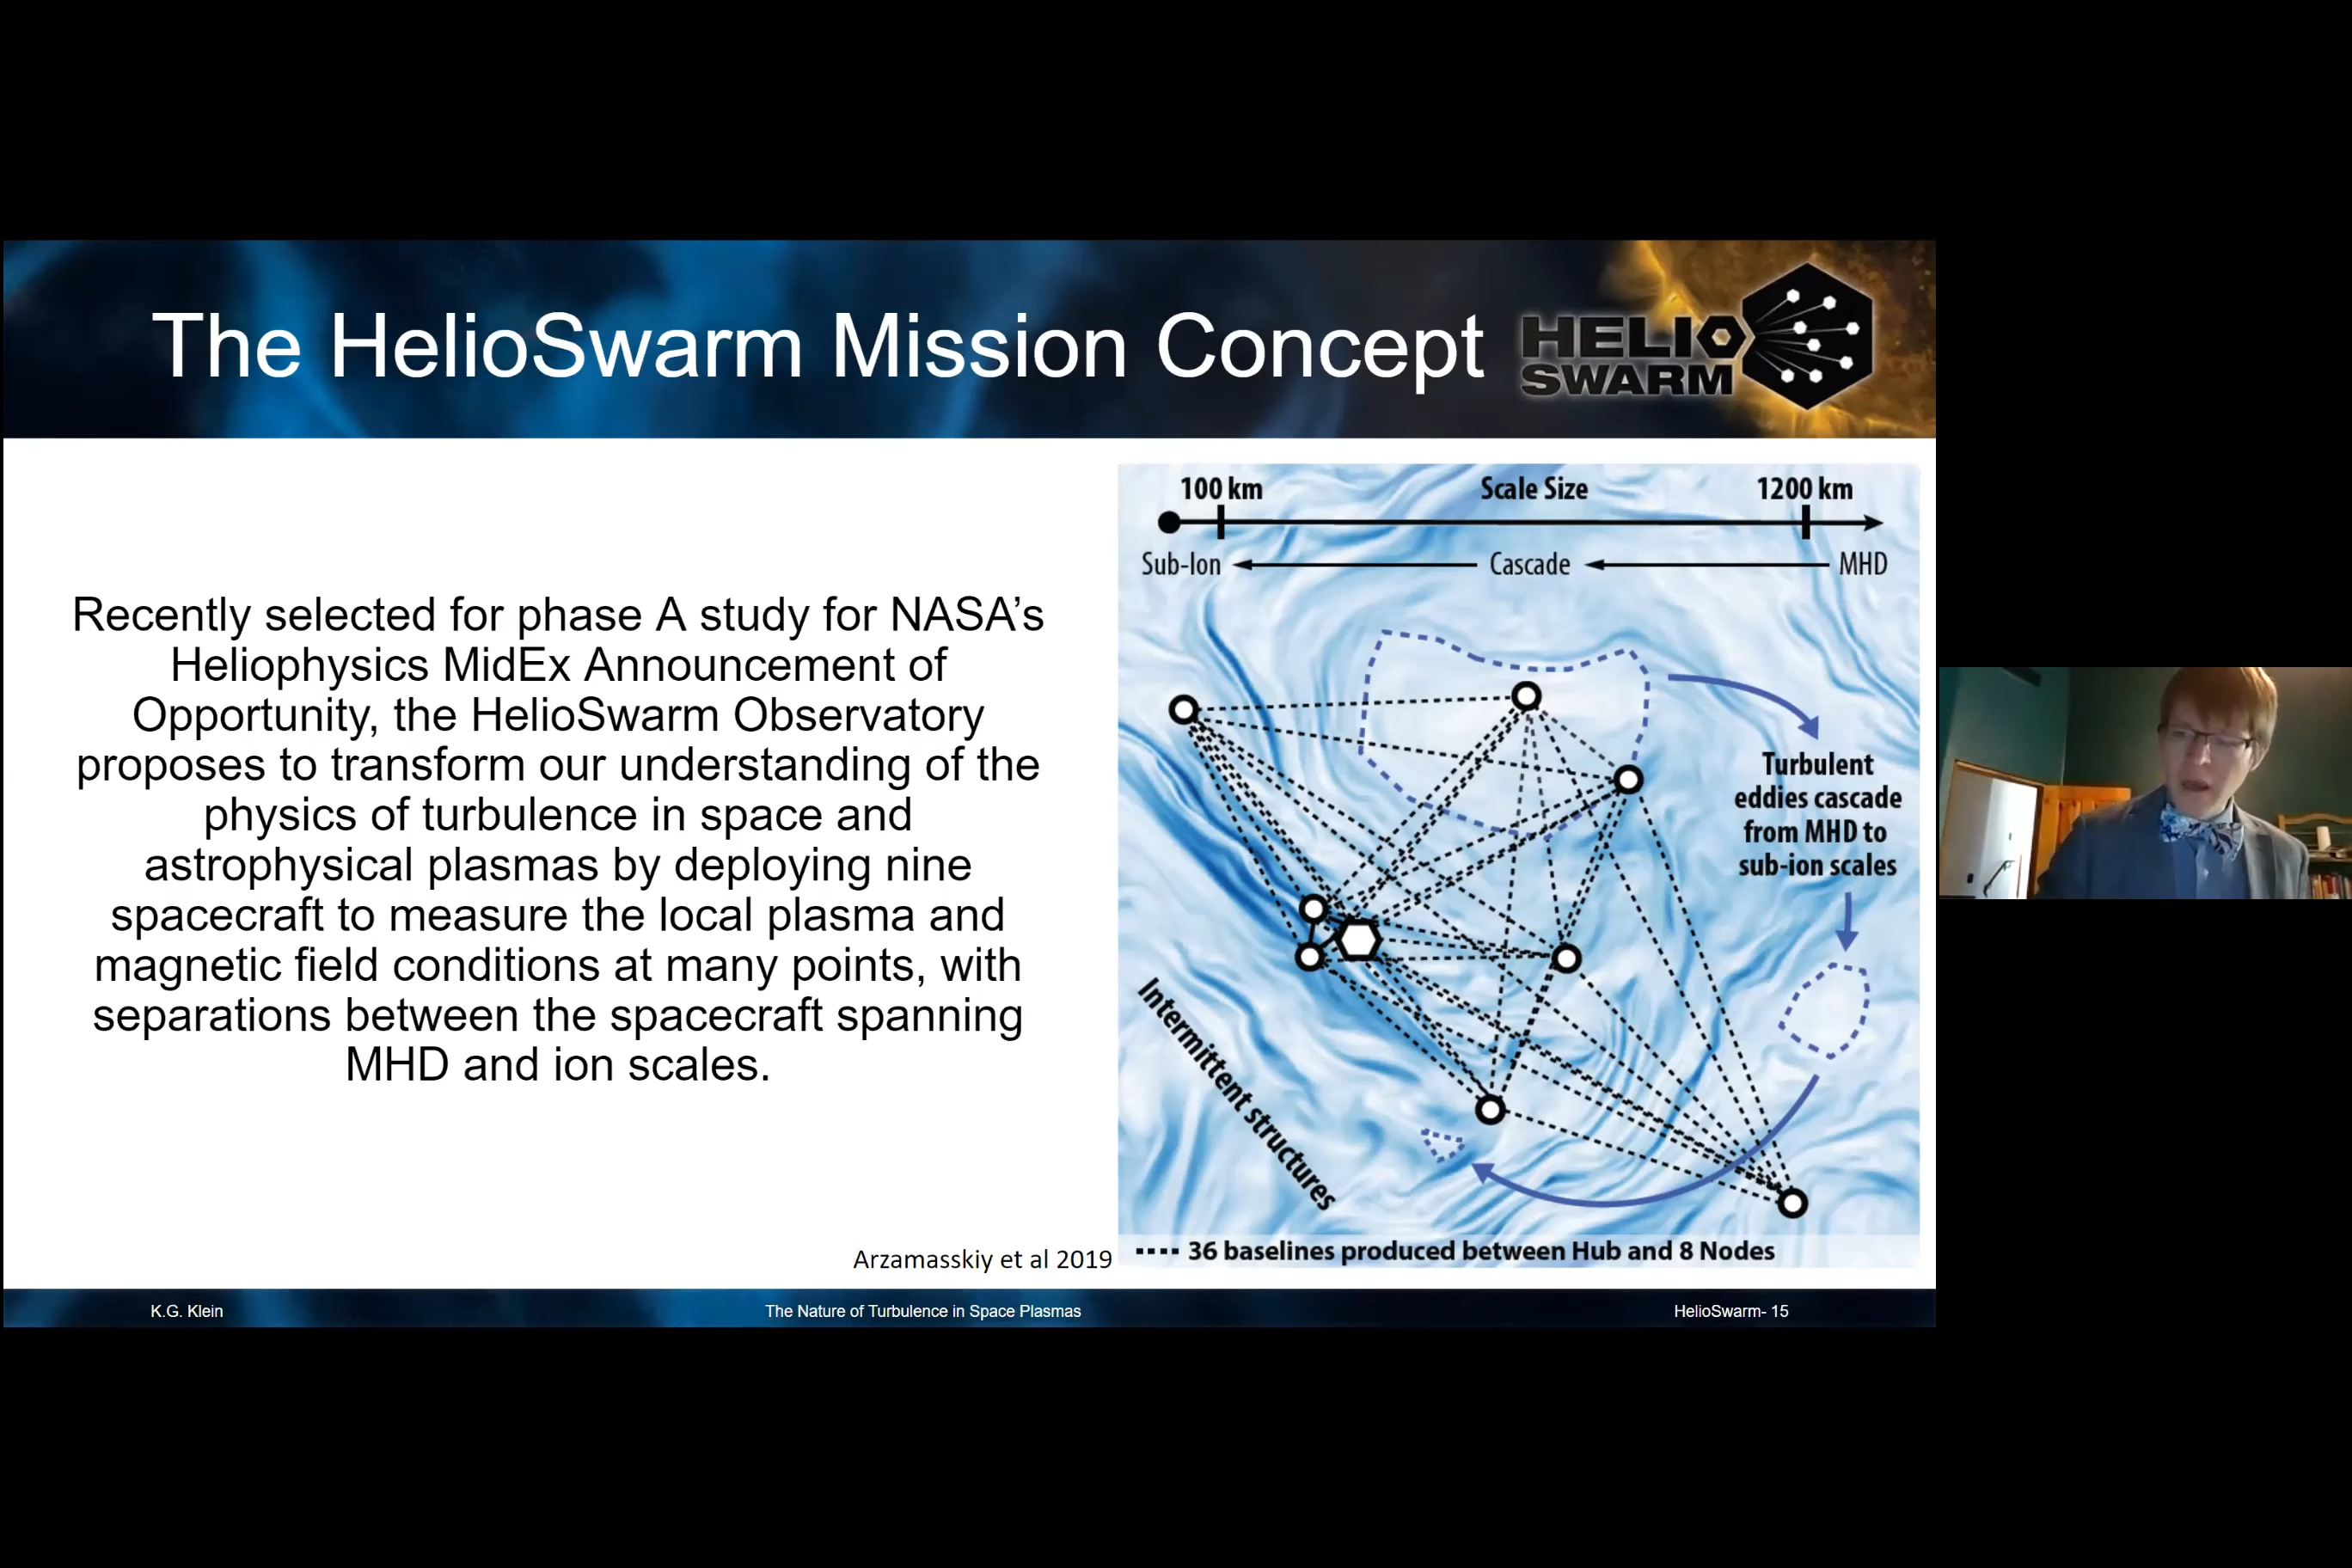 The HelioSwarm Mission Concept
HELIO
SWARM
Recently selected for phase A study for NASA’s
Heliophysics MidEx Announcement of
Opportunity, the HelioSwarm Observatory
proposes to transform our understanding of the
physics of turbulence in space and
astrophysical plasmas by deploying nine
spacecraft to measure the local plasma and
magnetic field conditions at many points, with
separations between the spacecraft spanning
MHD and ion scales.
100 km Scale Size 1200 km
Sub-Ion Cascade MHD
Turbulent
eddies cascade
from MHD to
sub-ion scales
Intermittent structures
36 baselines produced between Hub and 8 Nodes
Arzamasskiy et al 2019
K.G. Klein The Nature of Turbulence in Space Plasmas HelioSwarm- 15